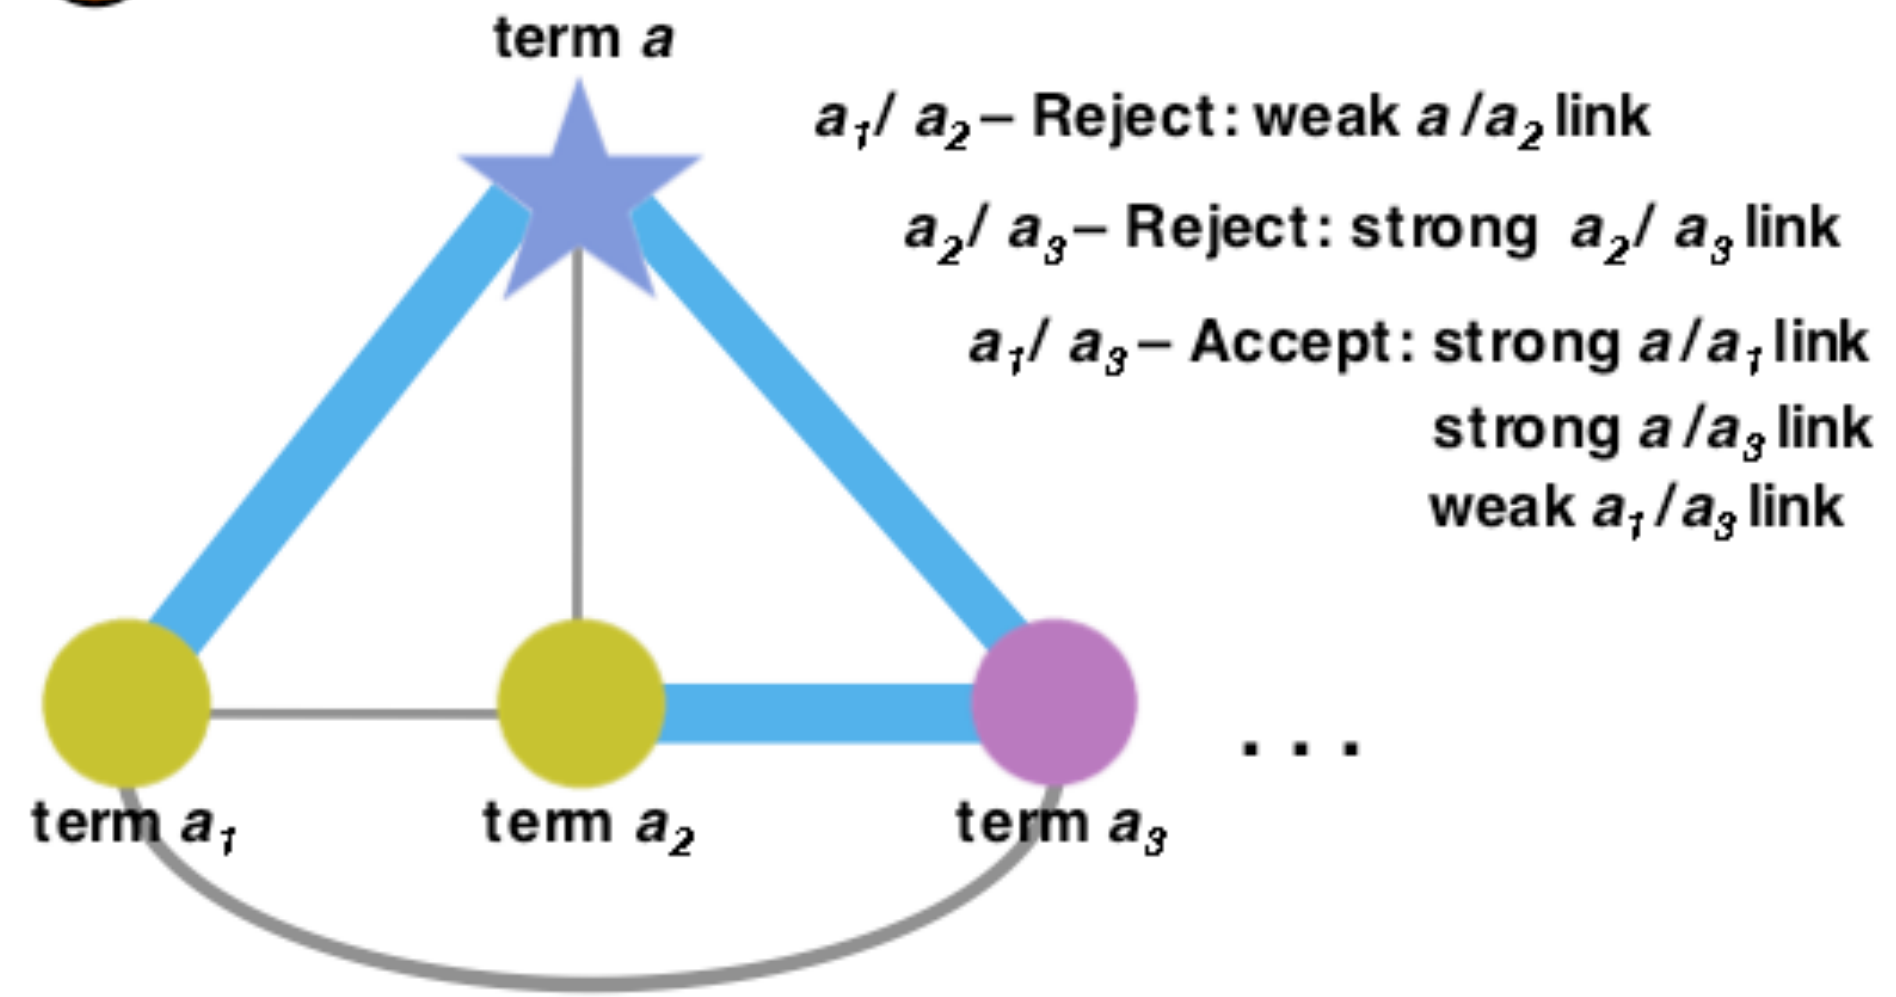 term a
a1/ a2– Reject: weak a/a2 link
a2/ a3– Reject: strong a2/ a3 link
a1/ a3– Accept: strong a/a1 link
strong a/a3 link
weak a1/a3 link
. . .
term a1 term a2 term a3